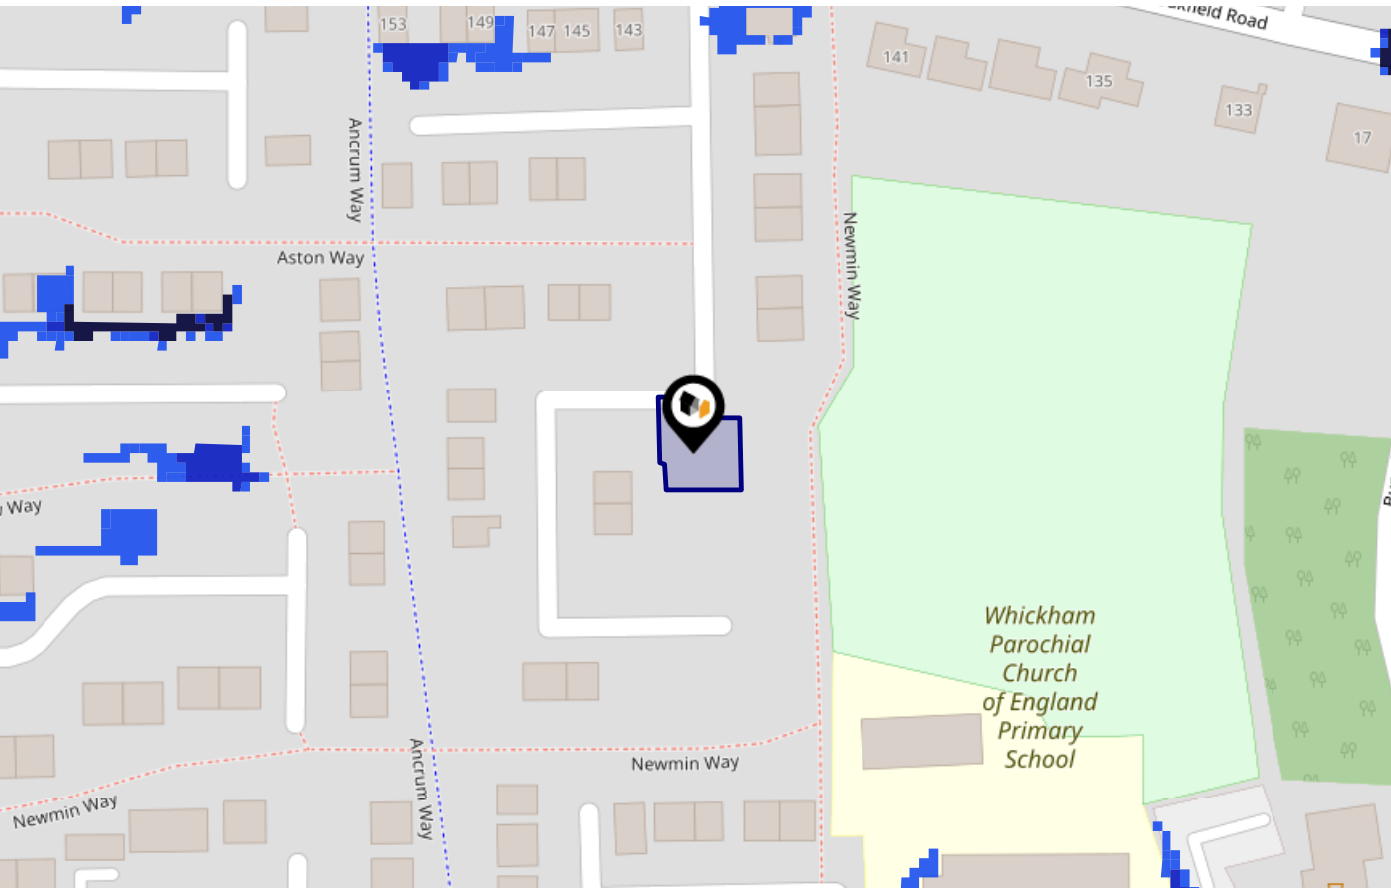 153
149
147
145
143
Road
141
135
133
17
Ancrum Way
Newmin Way
Aston Way
Way
Whickham
Parochial
Church
of England
Primary
School
Ancrum Way
Newmin Way
Newmin Way